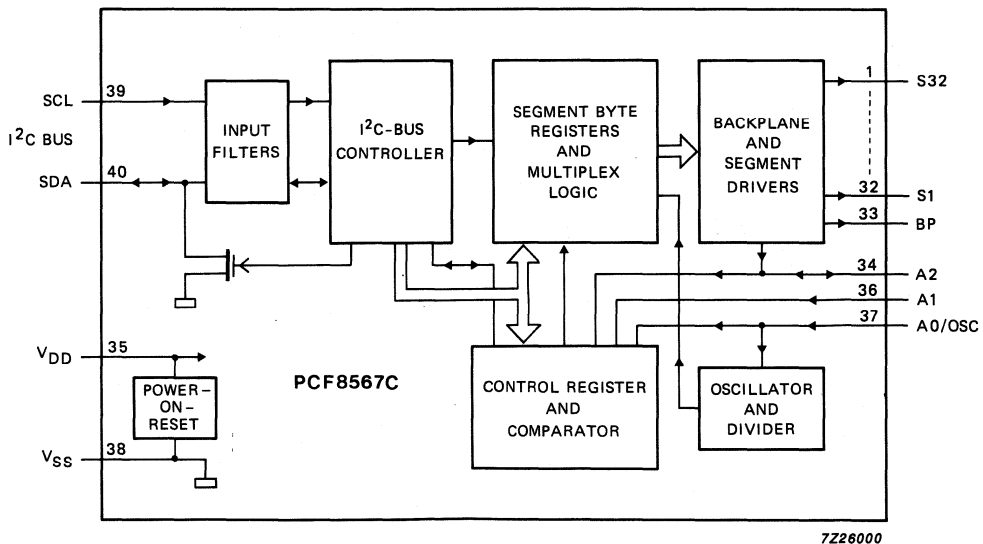 SCL
39
I²C BUS
SDA
40
INPUT
FILTERS
I²C-BUS
CONTROLLER
SEGMENT BYTE
REGISTERS
AND
MULTIPLEX
LOGIC
BACKPLANE
AND
SEGMENT
DRIVERS
1
S32
32
S1
33
BP
34
A2
36
A1
37
A0/OSC
VDD
35
POWER-
ON-
RESET
VSS
38
PCF8567C
CONTROL REGISTER
AND
COMPARATOR
OSCILLATOR
AND
DIVIDER
7Z26000